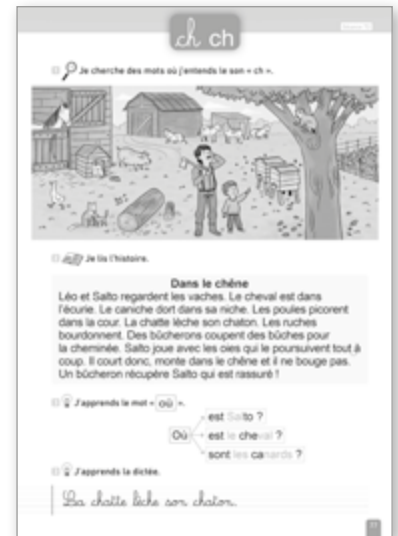 ch ch
Je cherche des mots où j'entends le son « ch ».
Je lis l'histoire.
Dans le chêne
Léo et Salto regardent les vaches. Le cheval est dans
l'écurie. Le caniche dort dans sa niche. Les poules picorent
dans la cour. La chatte lèche son chaton. Les ruches
bourdonnent. Des bûcherons coupent des bûches pour
la cheminée. Salto joue avec les oies qui le poursuivent tout à
coup. Il court donc, monte dans le chêne et il ne bouge pas.
Un bûcheron récupère Salto qui est rassuré !
J'apprends le mot « où ».
est Salto ?
Où est le cheval ?
sont les canards ?
J'apprends la dictée.
La chatte lèche son chaton.